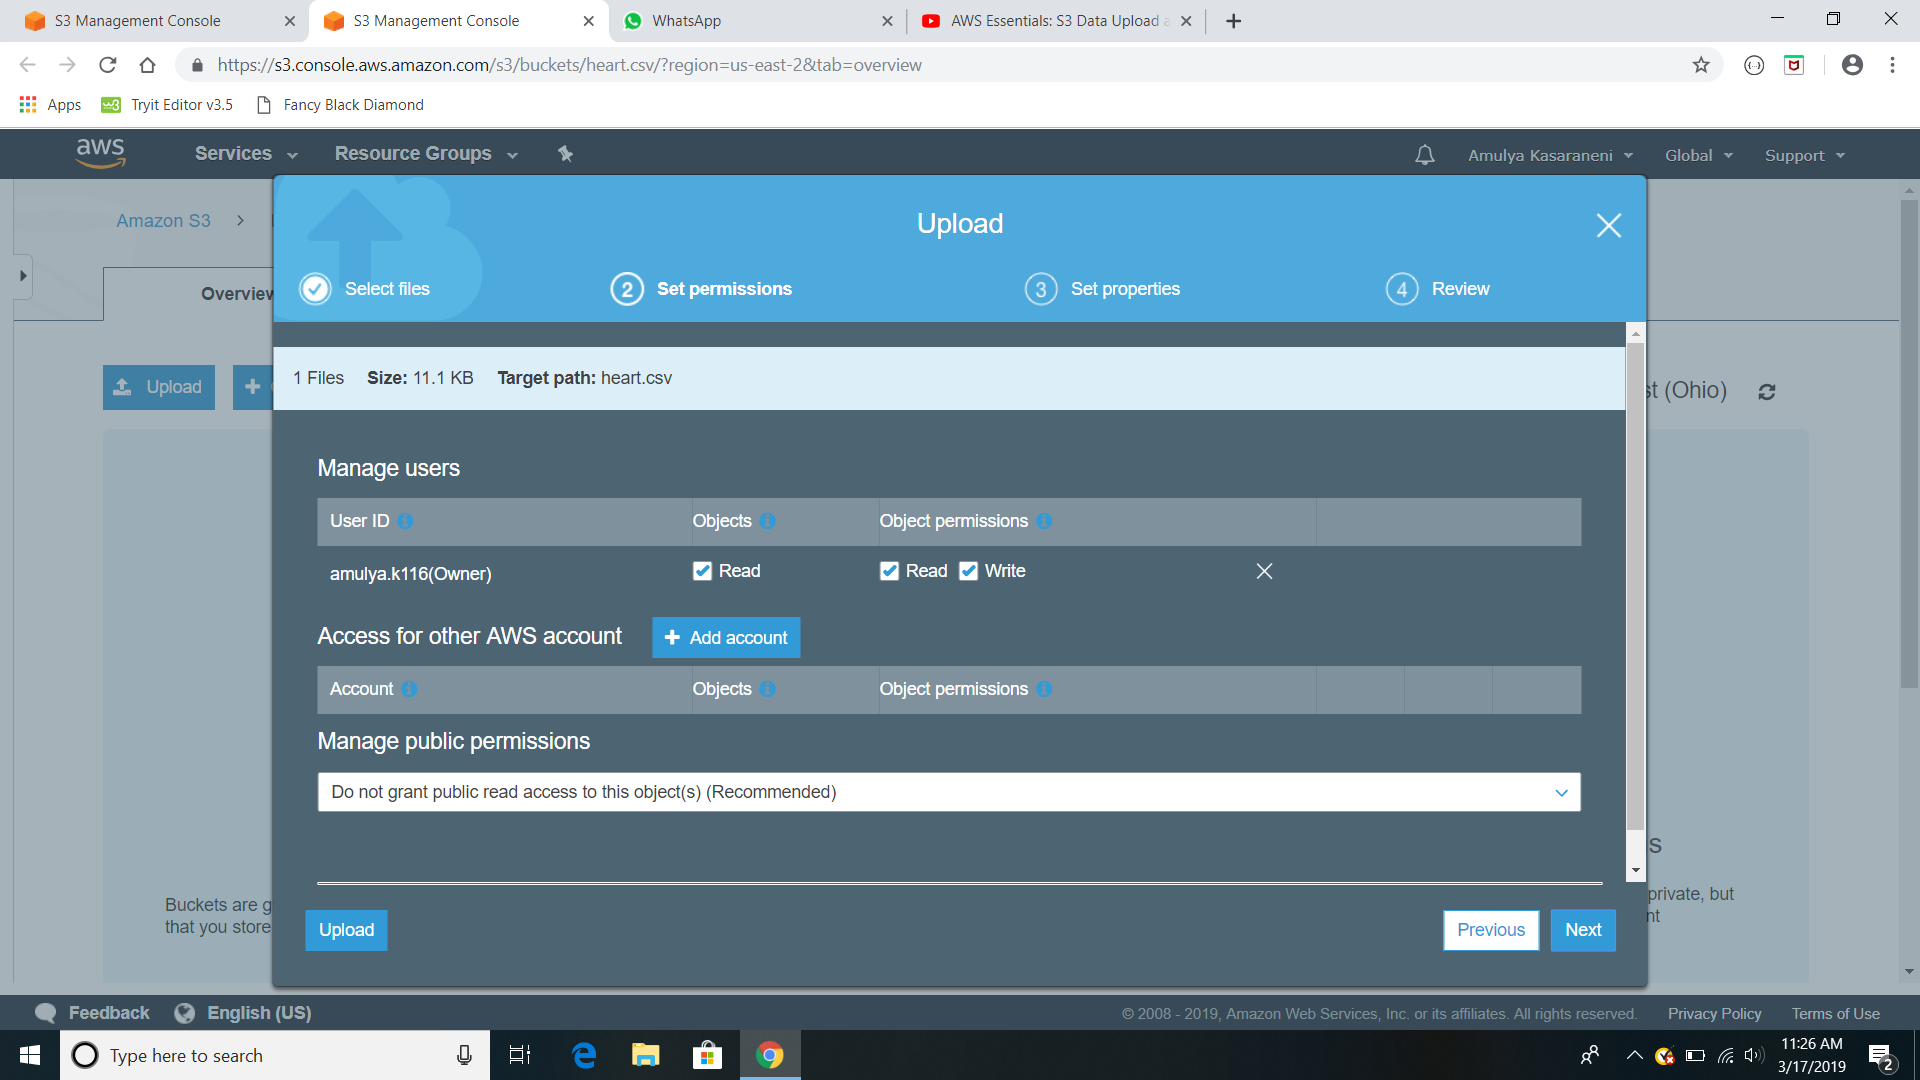 S3 Management Console
S3 Management Console
WhatsApp
AWS Essentials: S3 Data Upload a
https://s3.console.aws.amazon.com/s3/buckets/heart.csv/?region=us-east-2&tab=overview
Apps
Tryit Editor v3.5
Fancy Black Diamond
aws
Services
Resource Groups
Amulya Kasaraneni
Global
Support
Amazon S3
Upload
Select files
2 Set permissions
3 Set properties
4 Review
Overview
1 Files Size: 11.1 KB Target path: heart.csv
Upload
st (Ohio)
Manage users
User ID
Objects
Object permissions
amulya.k116(Owner)
Read
Read
Write
Access for other AWS account
Add account
Account
Objects
Object permissions
Manage public permissions
Do not grant public read access to this object(s) (Recommended)
s
Buckets are g
that you store
private, but
nt
Upload
Previous
Next
Feedback
English (US)
© 2008 - 2019, Amazon Web Services, Inc. or its affiliates. All rights reserved.
Privacy Policy
Terms of Use
Type here to search
11:26 AM
3/17/2019
2